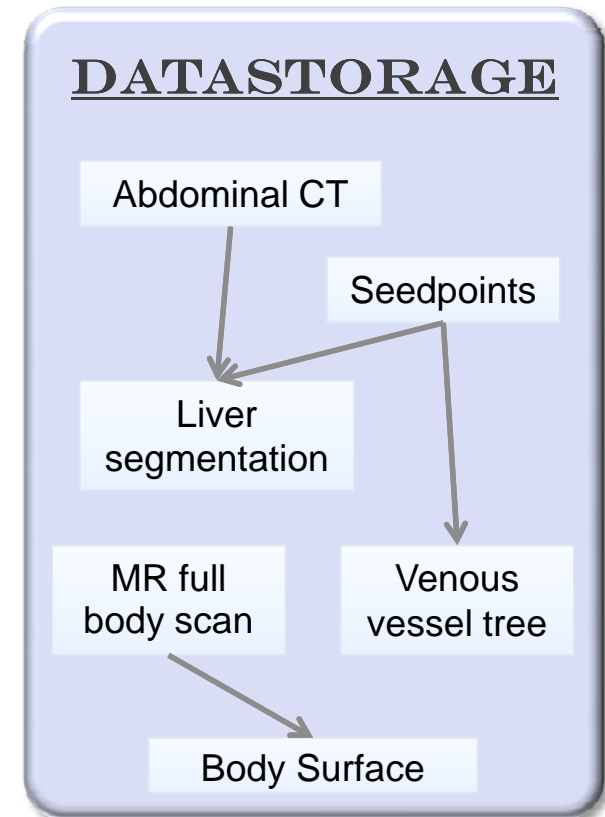 DATASTORAGE
Abdominal CT
Seedpoints
Liver
segmentation
MR full
body scan
Venous
vessel tree
Body Surface